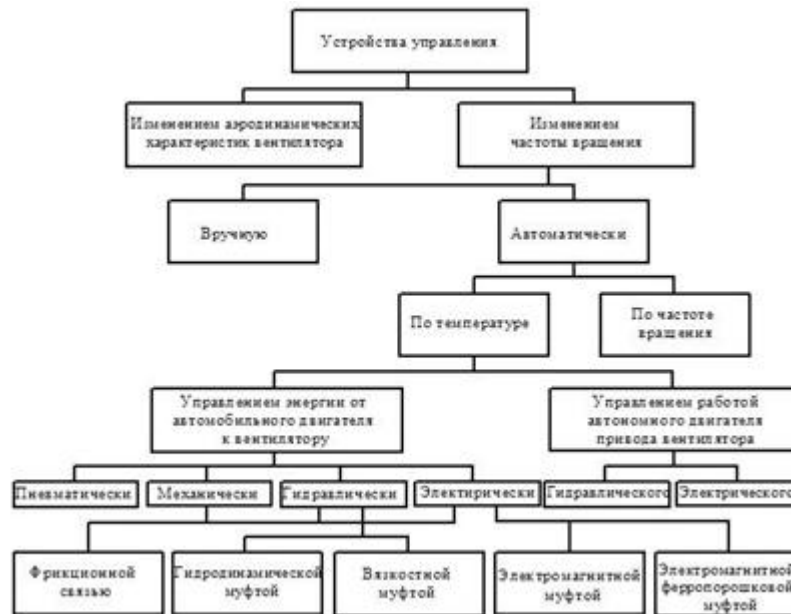 Устройства управления
Изменением аэродинамических
характеристик вентилятора
Изменением
частоты вращения
Вручную
Автоматически
По температуре
По частоте
вращения
Управлением энергии от
автомобильного двигателя
к вентилятору
Управлением работой
автономного двигателя
привода вентилятора
Пневматически
Механически
Гидравлически
Электирически
Гидравлического
Электрического
Фрикционной
связью
Гидродинамической
муфтой
Вязкостной
муфтой
Электромагнитной
муфтой
Электромагнитной
ферропорошковой
муфтой